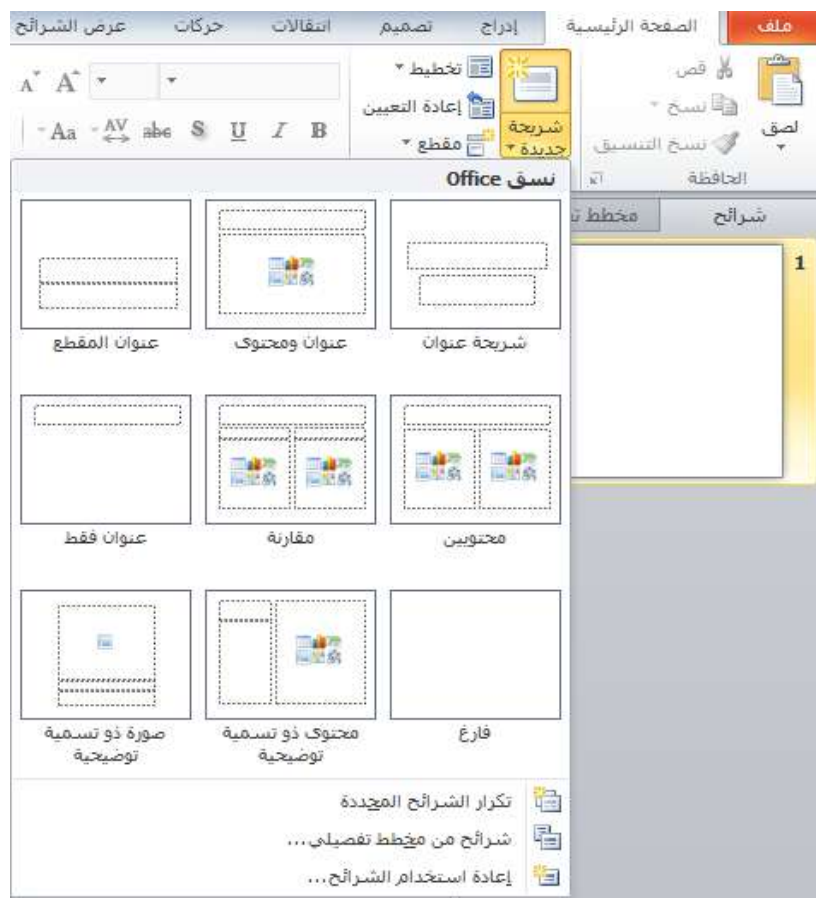 ملف الصفحة الرئيسية إدراج تصميم انتقالات حركات عرض الشرائح
لصق
قص
نسخ
نسخ التنسيق
الحافظة
شريحة جديدة
تخطيط
إعادة التعيين
مقطع
A A
B I U S abc AV Aa
شرائح مخطط
1
نسق Office
شريحة عنوان عنوان ومحتوى عنوان المقطع
محتويين مقارنة عنوان فقط
فارغ محتوى ذو تسمية توضيحية صورة ذو تسمية توضيحية
تكرار الشرائح المحددة
شرائح من مخطط تفصيلي...
إعادة استخدام الشرائح...